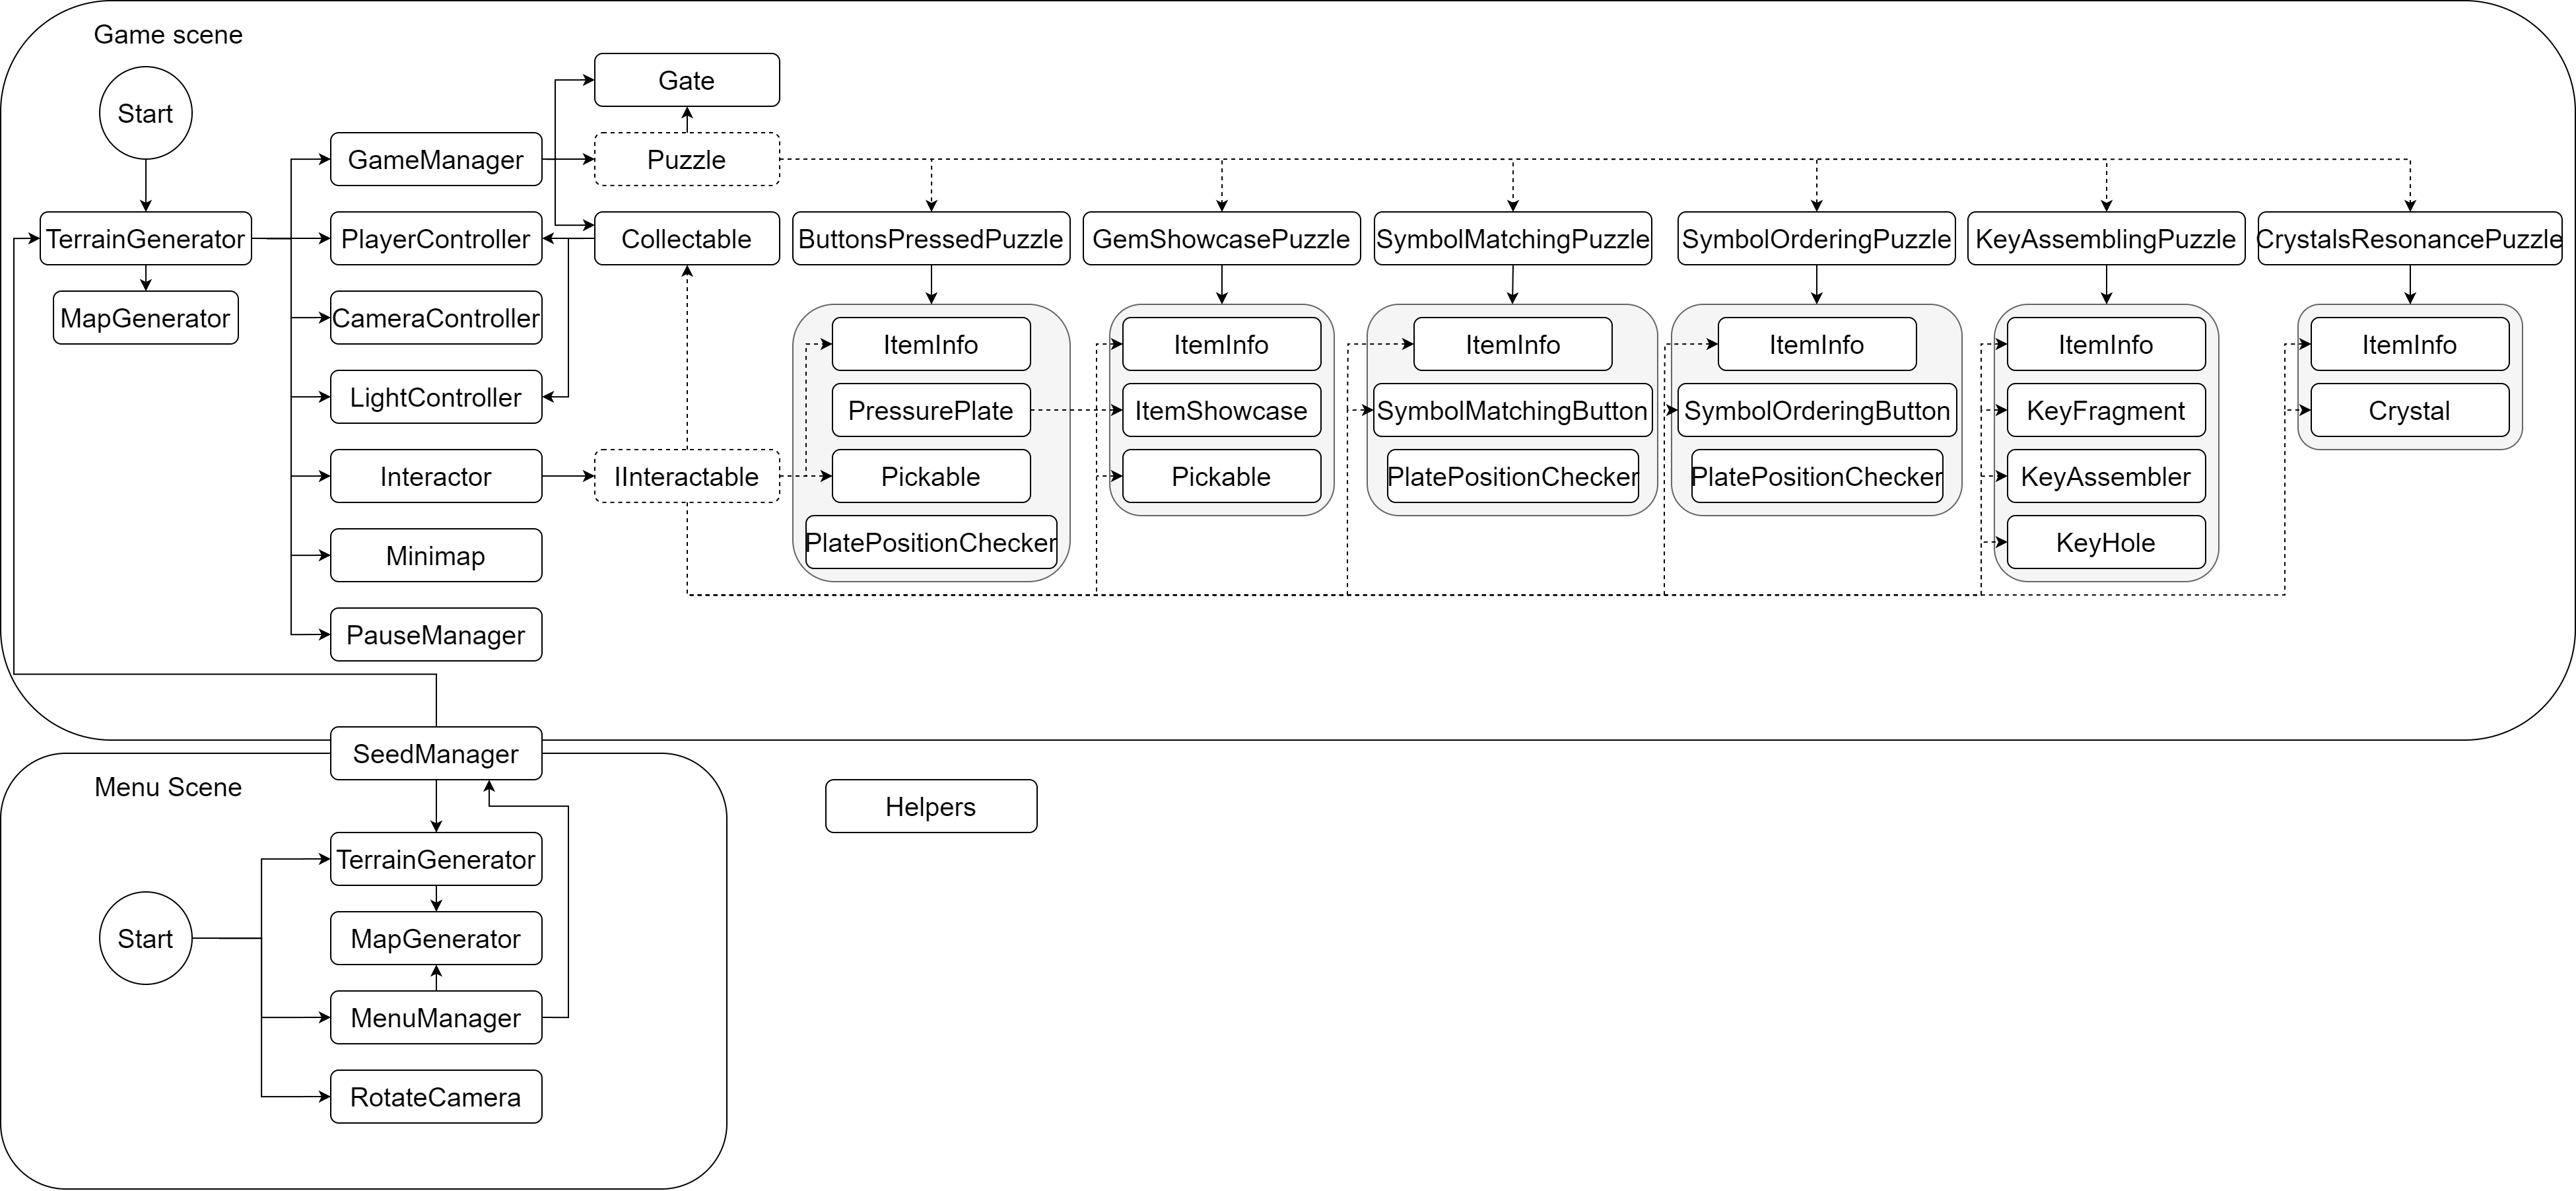 Game scene
Start
Gate
GameManager
Puzzle
TerrainGenerator
PlayerController
Collectable
ButtonsPressedPuzzle
GemShowcasePuzzle
SymbolMatchingPuzzle
SymbolOrderingPuzzle
KeyAssemblingPuzzle
CrystalsResonancePuzzle
MapGenerator
CameraController
LightController
Interactor
IInteractable
Minimap
PauseManager
ItemInfo
PressurePlate
Pickable
PlatePositionChecker
ItemInfo
ItemShowcase
Pickable
ItemInfo
SymbolMatchingButton
PlatePositionChecker
ItemInfo
SymbolOrderingButton
PlatePositionChecker
ItemInfo
KeyFragment
KeyAssembler
KeyHole
ItemInfo
Crystal
SeedManager
Menu Scene
Helpers
TerrainGenerator
Start
MapGenerator
MenuManager
RotateCamera